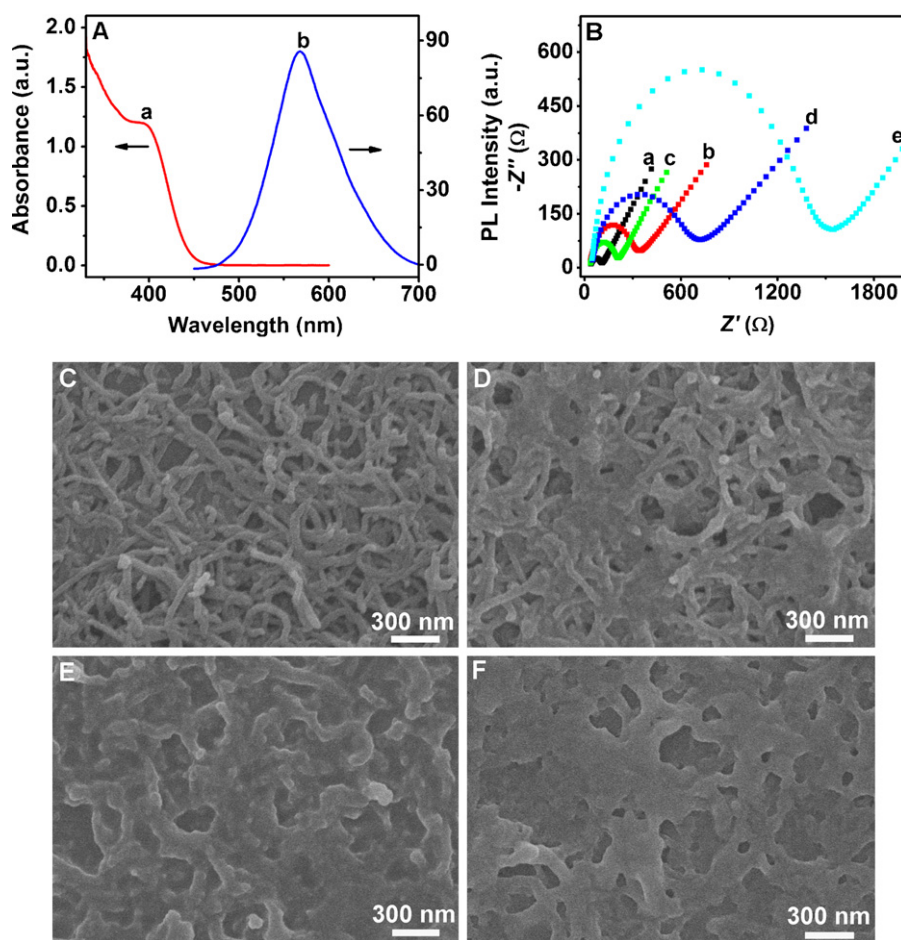 A
Absorbance (a.u.)
2.0
1.5
1.0
0.5
0.0
a
b
90
60
30
0
PL Intensity (a.u.)
400
500
600
700
Wavelength (nm)
B
-Z'' (Ω)
600
450
300
150
0
a
c
b
d
e
0
600
1200
1800
Z' (Ω)
C
300 nm
D
300 nm
E
300 nm
F
300 nm